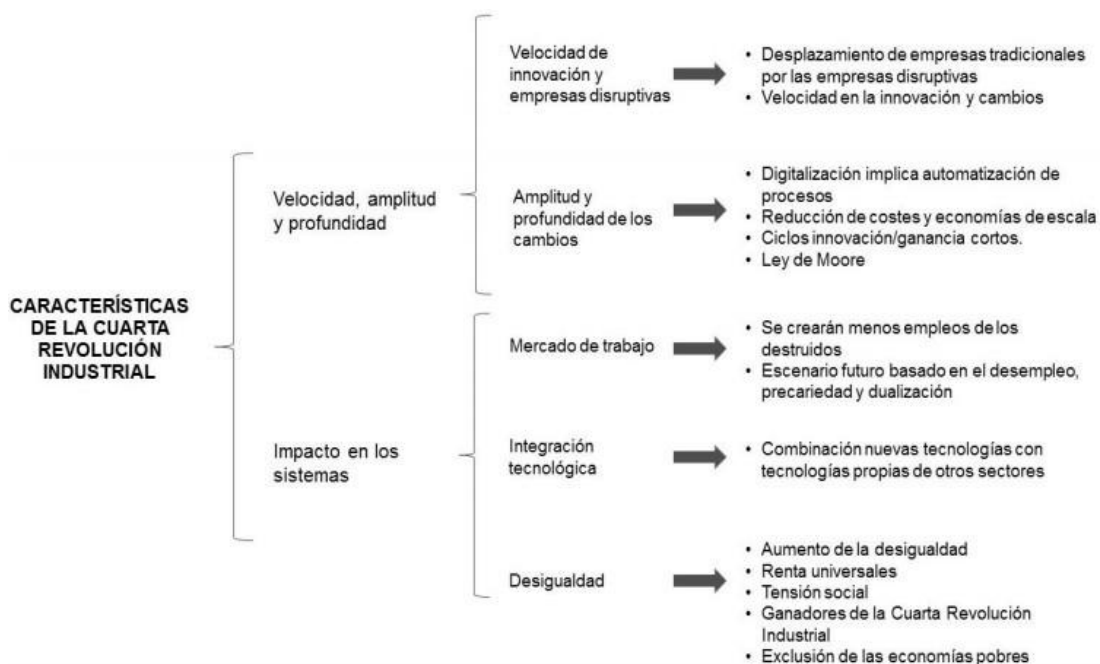 CARACTERÍSTICAS
DE LA CUARTA
REVOLUCIÓN
INDUSTRIAL
Velocidad, amplitud
y profundidad
Velocidad de
innovación y
empresas disruptivas
• Desplazamiento de empresas tradicionales
por las empresas disruptivas
• Velocidad en la innovación y cambios
Amplitud y
profundidad de los
cambios
• Digitalización implica automatización de
procesos
• Reducción de costes y economías de escala
• Ciclos innovación/ganancia cortos.
• Ley de Moore
Impacto en los
sistemas
Mercado de trabajo
• Se crearán menos empleos de los
destruidos
• Escenario futuro basado en el desempleo,
precariedad y dualización
Integración
tecnológica
• Combinación nuevas tecnologías con
tecnologías propias de otros sectores
Desigualdad
• Aumento de la desigualdad
• Renta universales
• Tensión social
• Ganadores de la Cuarta Revolución
Industrial
• Exclusión de las economías pobres